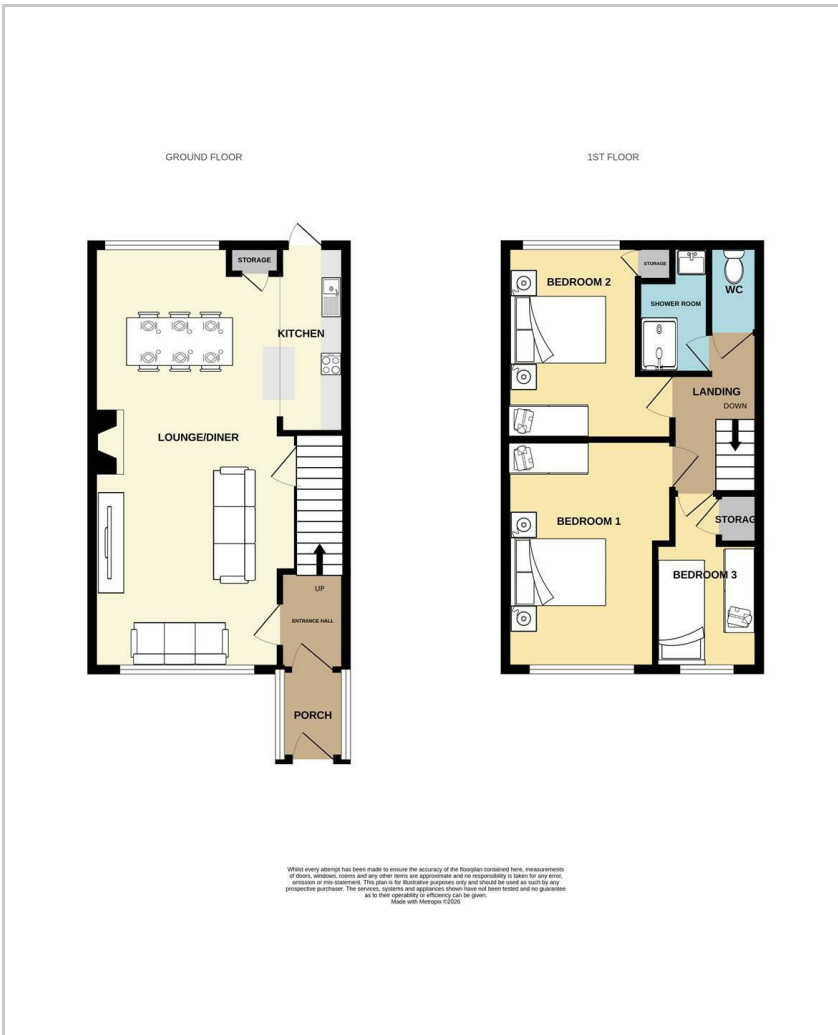 GROUND FLOOR
1ST FLOOR
STORAGE
KITCHEN
LOUNGE/DINER
UP
ENTRANCE HALL
PORCH
STORAGE
BEDROOM 2
SHOWER ROOM
WC
LANDING
DOWN
BEDROOM 1
STORAG
BEDROOM 3
Whilst every attempt has been made to ensure the accuracy of the floorplan contained here, measurements
of doors, windows, rooms and any other items are approximate and no responsibility is taken for any error,
omission or mis-statement. This plan is for illustrative purposes only and should be used as such by any
prospective purchaser. The services, systems and appliances shown have not been tested and no guarantee
as to their operability or efficiency can be given.
Made with Metropix ©2026